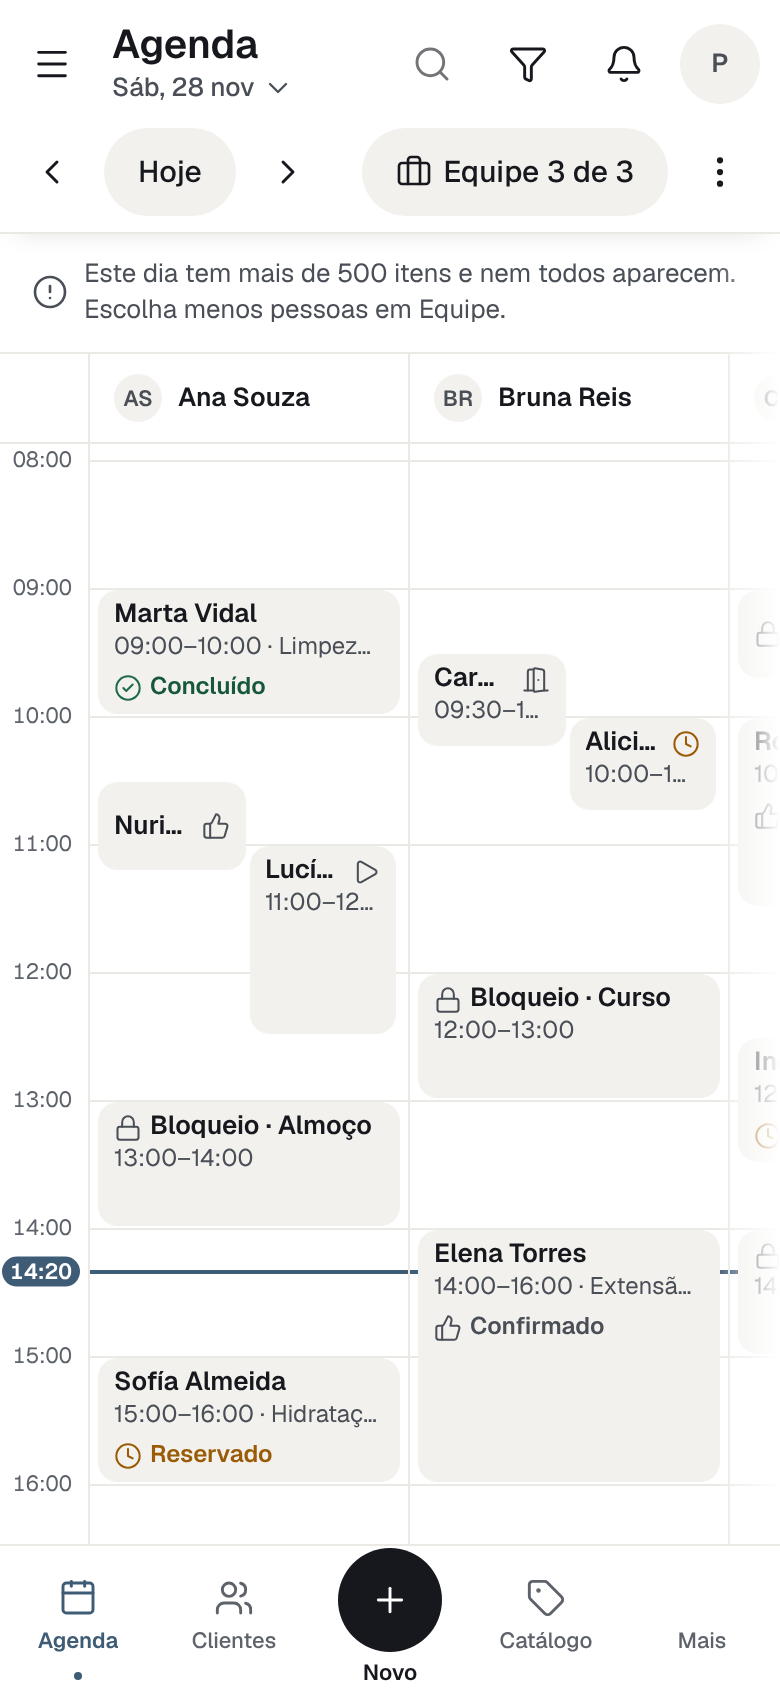 Agenda
Sáb, 28 nov
P
Hoje
Equipe 3 de 3
Este dia tem mais de 500 itens e nem todos aparecem.
Escolha menos pessoas em Equipe.
AS Ana Souza
BR Bruna Reis
08:00
09:00
Marta Vidal
09:00–10:00 · Limpez...
Concluído
Car...
09:30–1...
10:00
Alici...
10:00–1...
Nuri...
11:00
Lucí...
11:00–12...
12:00
Bloqueio · Curso
12:00–13:00
13:00
Bloqueio · Almoço
13:00–14:00
14:00
Elena Torres
14:00–16:00 · Extensã...
Confirmado
14:20
15:00
Sofía Almeida
15:00–16:00 · Hidrataç...
Reservado
16:00
Ro
10
In
12
14
Agenda
Clientes
Novo
Catálogo
Mais